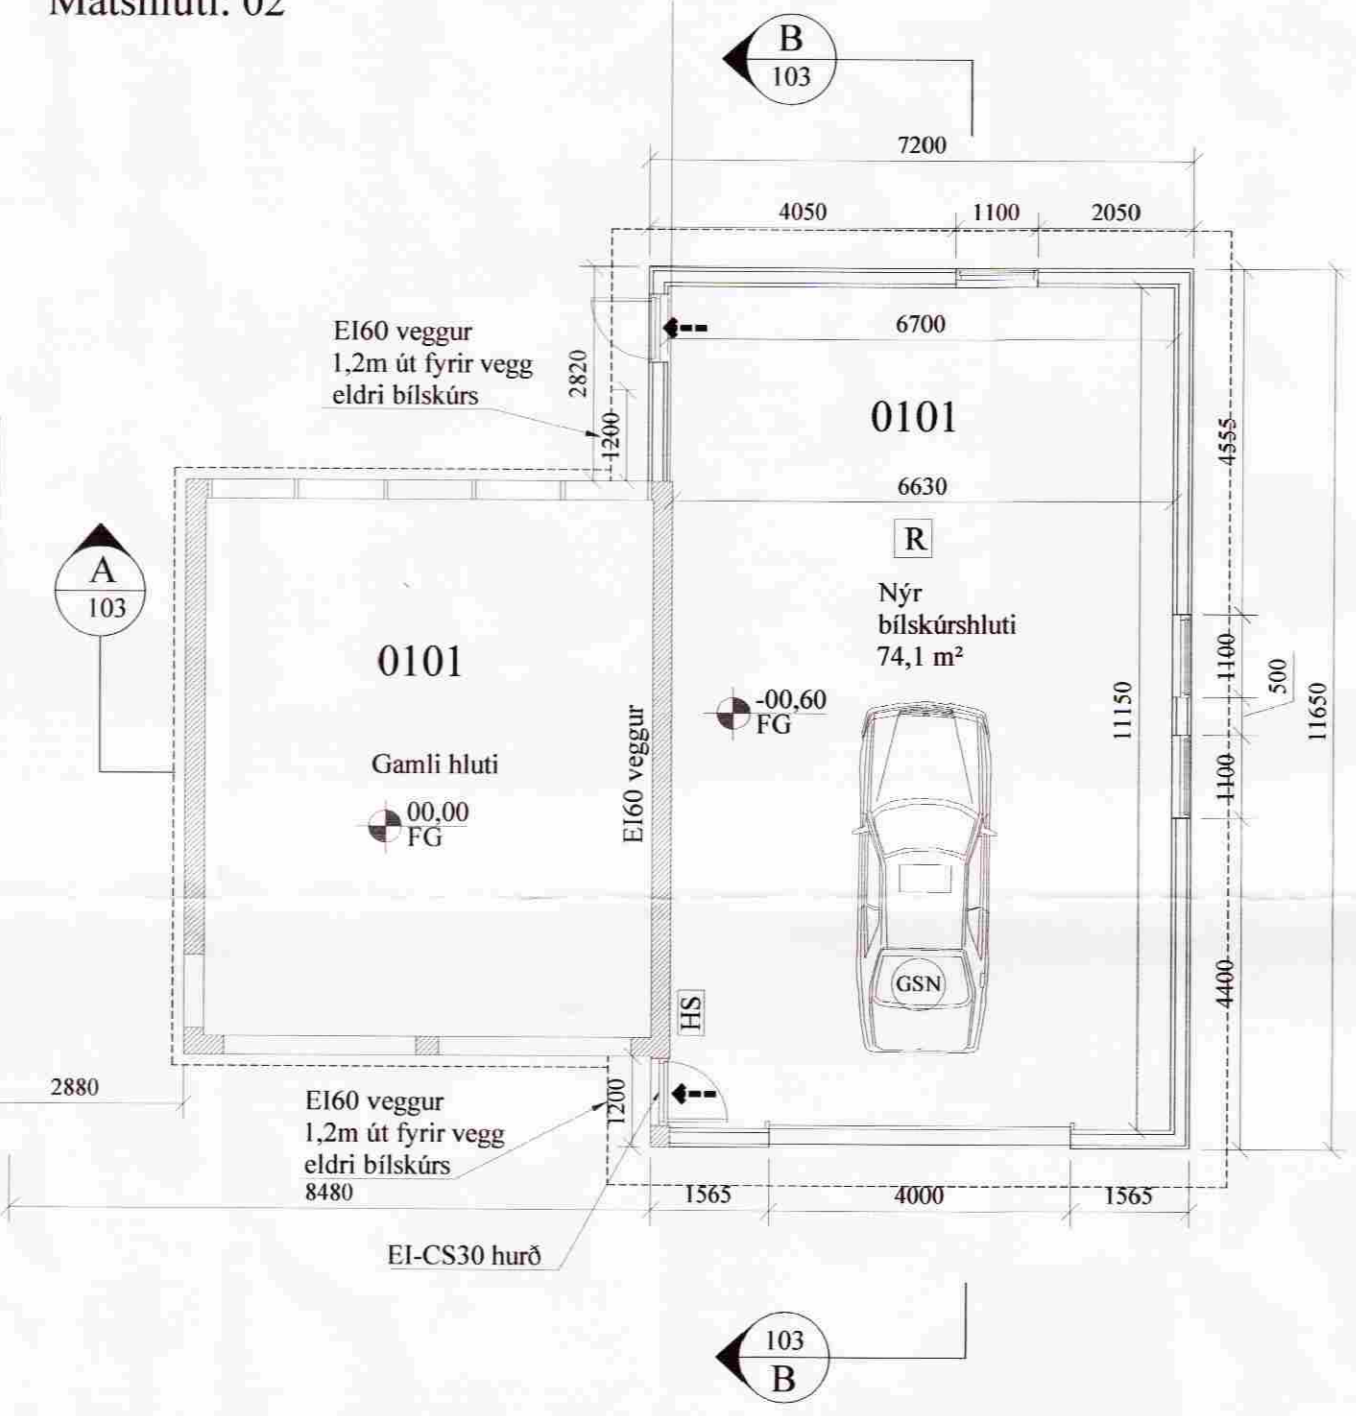 Matshluti: 02
B
103
7200
4050
1100
2050
EI60 veggur
1,2m út fyrir vegg
eldri bílskúrs
2820
1200
6700
0101
4555
6630
R
A
103
0101
Nýr
bílskúrshluti
74,1 m²
1100
500
11150
11650
-00,60
FG
EI60 veggur
Gamli hluti
00,00
FG
1100
GSN
4400
HS
2880
EI60 veggur
1,2m út fyrir vegg
eldri bílskúrs
1200
8480
1565
4000
1565
EI-CS30 hurð
103
B